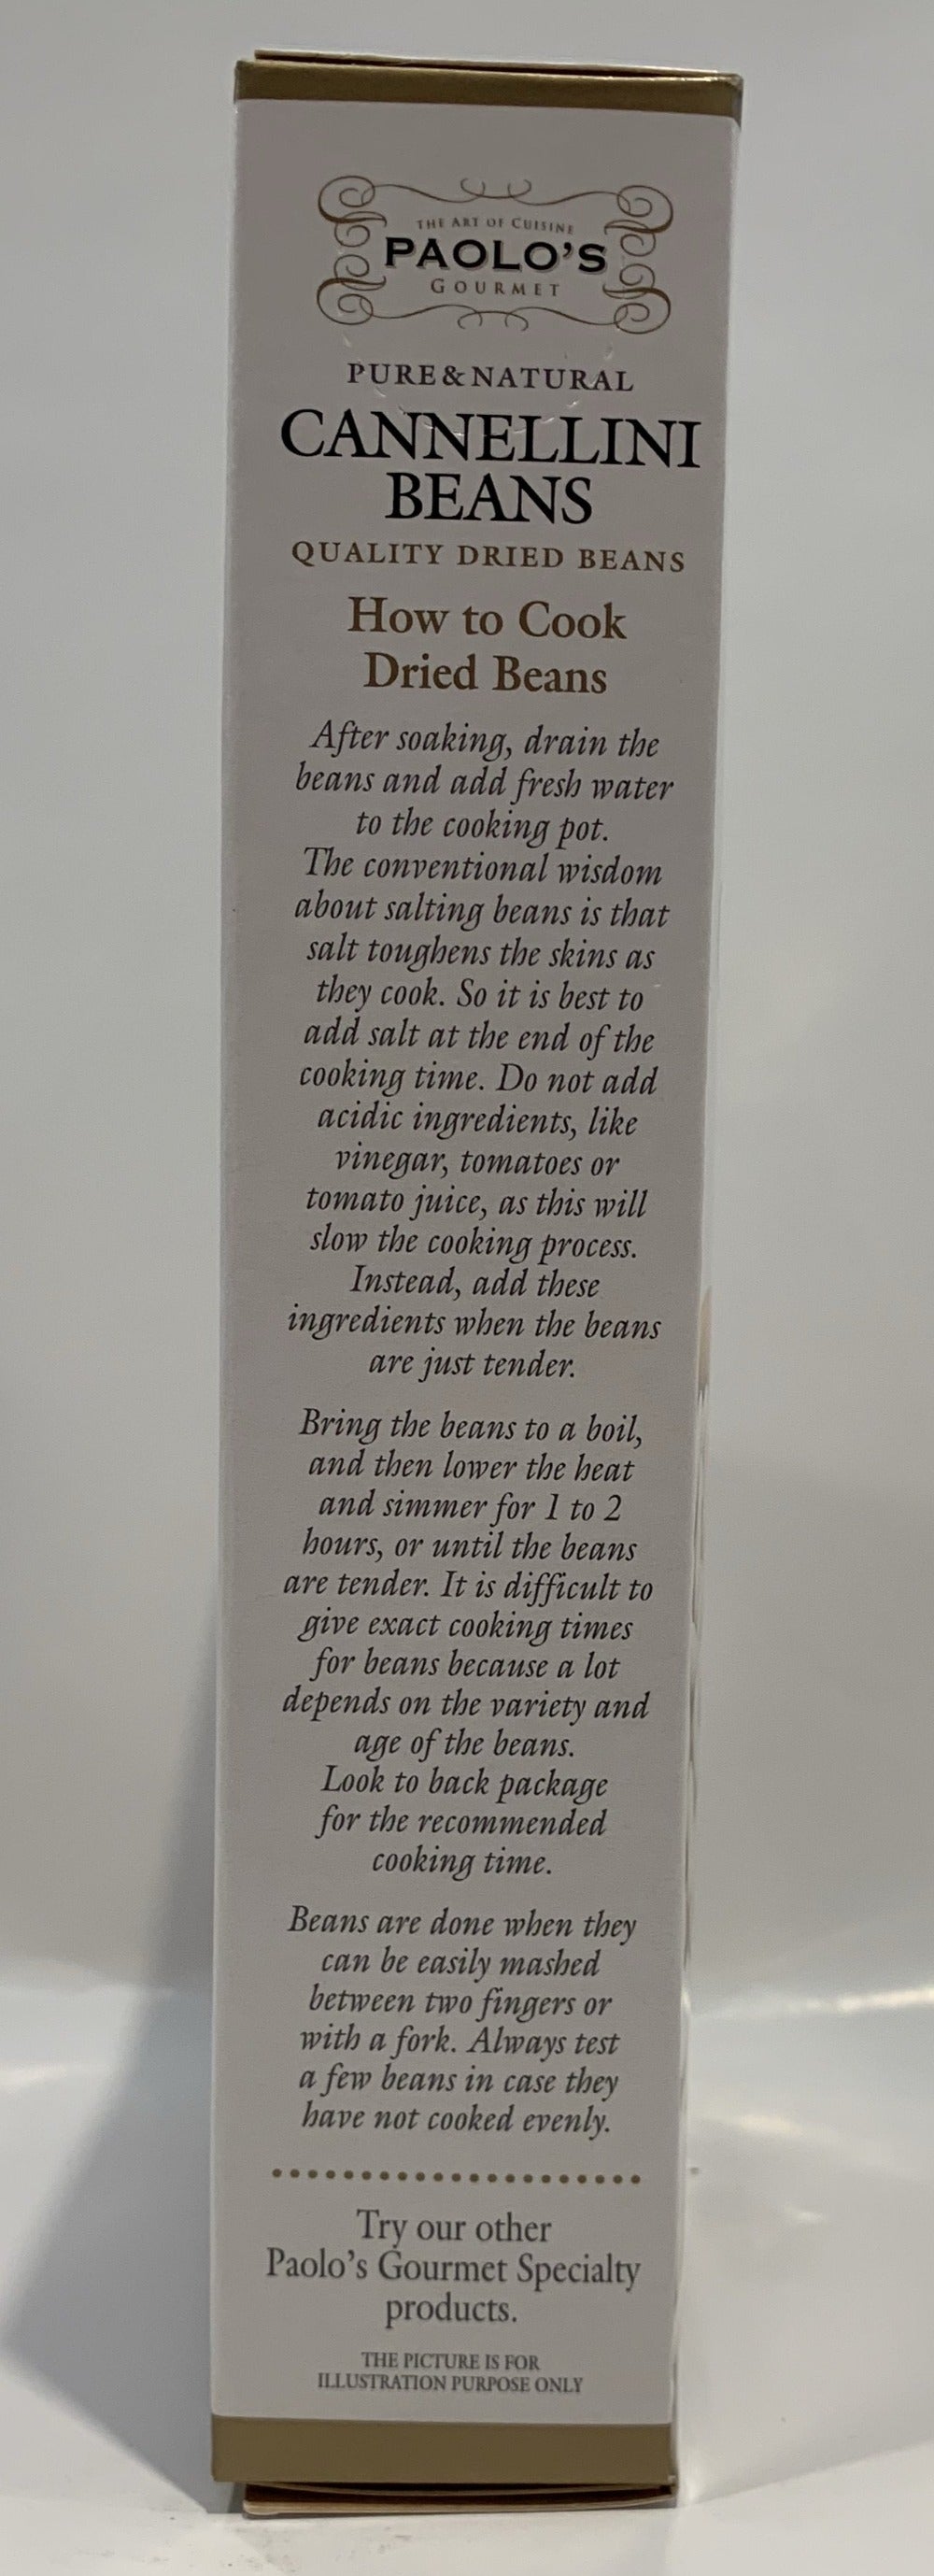 THE ART OF CUISINE
PAOLO'S
GOURMET
PURE&NATURAL
CANNELLINI
BEANS
QUALITY DRIED BEANS
How to Cook
Dried Beans
After soaking, drain the
beans and add fresh water
to the cooking pot.
The conventional wisdom
about salting beans is that
salt toughens the skins as
they cook. So it is best to
add salt at the end of the
cooking time. Do not add
acidic ingredients, like
vinegar, tomatoes or
tomato juice, as this will
slow the cooking process.
Instead, add these
ingredients when the beans
are just tender.
Bring the beans to a boil,
and then lower the heat
and simmer for 1 to 2
hours, or until the beans
are tender. It is difficult to
give exact cooking times
for beans because a lot
depends on the variety and
age of the beans.
Look to back package
for the recommended
cooking time.
Beans are done when they
can be easily mashed
between two fingers or
with a fork. Always test
a few beans in case they
have not cooked evenly.
Try our other
Paolo's Gourmet Specialty
products.
THE PICTURE IS FOR
ILLUSTRATION PURPOSE ONLY